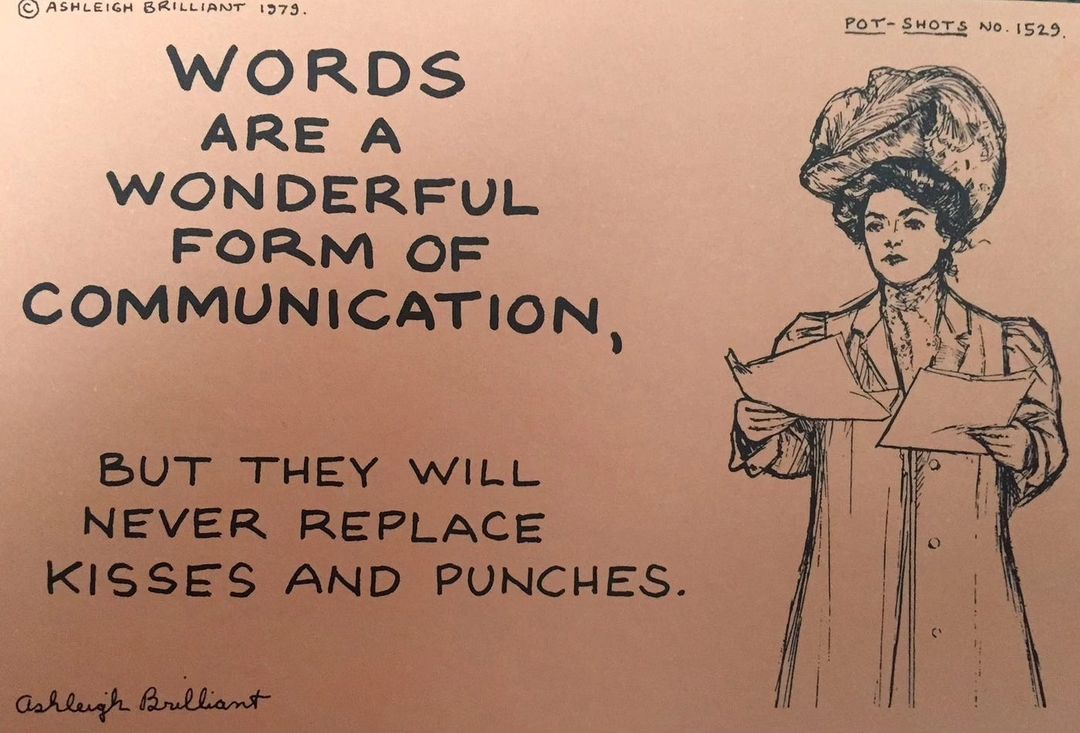 © ASHLEIGH BRILLIANT 1979.
POT-SHOTS NO. 1529.
WORDS
ARE A
WONDERFUL
FORM OF
COMMUNICATION,
BUT THEY WILL
NEVER REPLACE
KISSES AND PUNCHES.
Ashleigh Brilliant